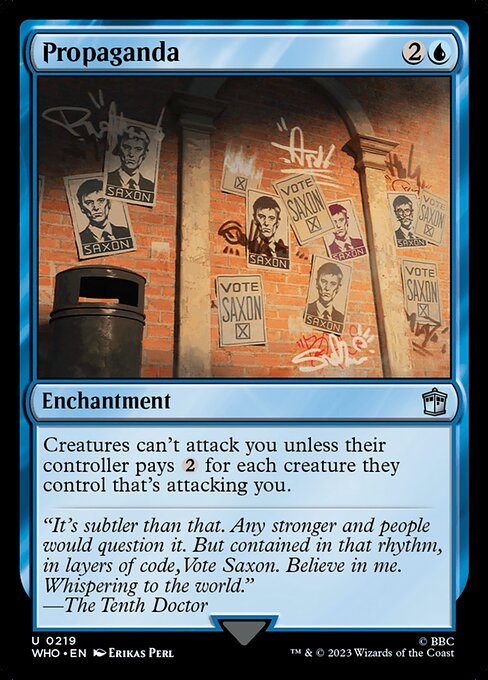 Propaganda
2
SAXON
SAXON
VOTE
SAXON
SAXON
VOTE
SAXON
SAXON
VOTE
SAXON
SAXON
VOTE
SAXON
Enchantment
Creatures can't attack you unless their
controller pays 2 for each creature they
control that's attacking you.
“It's subtler than that. Any stronger and people
would question it. But contained in that rhythm,
in layers of code, Vote Saxon. Believe in me.
Whispering to the world.”
—The Tenth Doctor
U 0219
WHO • EN Erikas Perl
© BBC
™ & © 2023 Wizards of the Coast